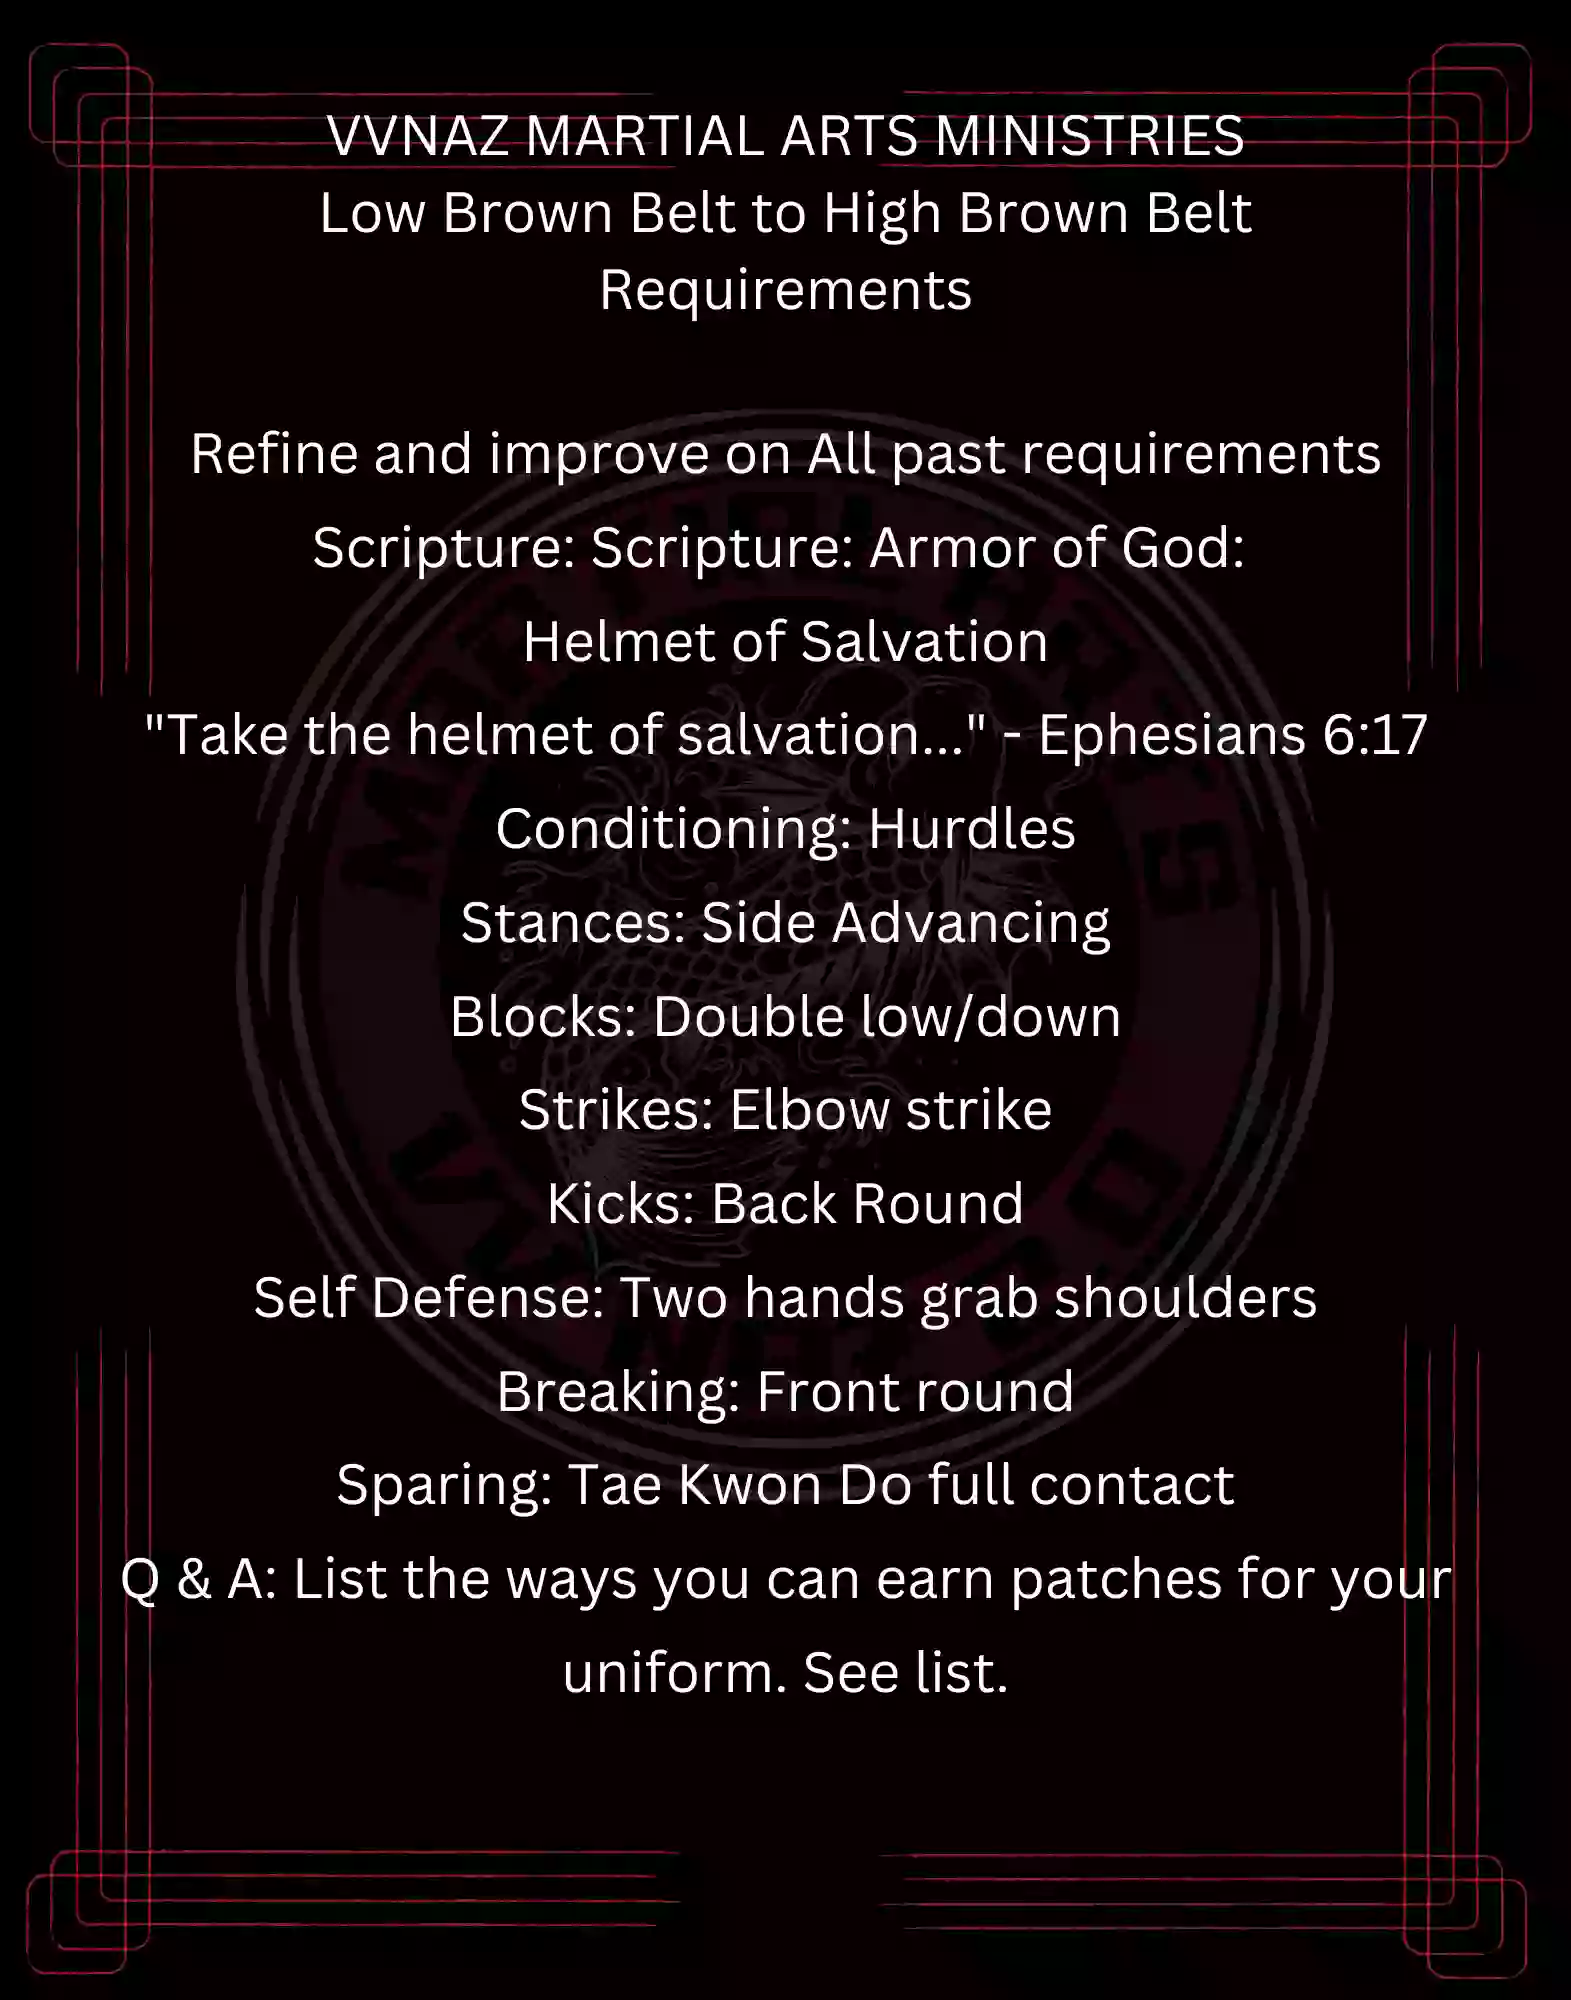 VVNAZ MARTIAL ARTS MINISTRIES
Low Brown Belt to High Brown Belt
Requirements
Refine and improve on All past requirements
Scripture: Scripture: Armor of God:
Helmet of Salvation
"Take the helmet of salvation..." - Ephesians 6:17
Conditioning: Hurdles
Stances: Side Advancing
Blocks: Double low/down
Strikes: Elbow strike
Kicks: Back Round
Self Defense: Two hands grab shoulders
Breaking: Front round
Sparing: Tae Kwon Do full contact
Q & A: List the ways you can earn patches for your
uniform. See list.
MARTIAL ARTS